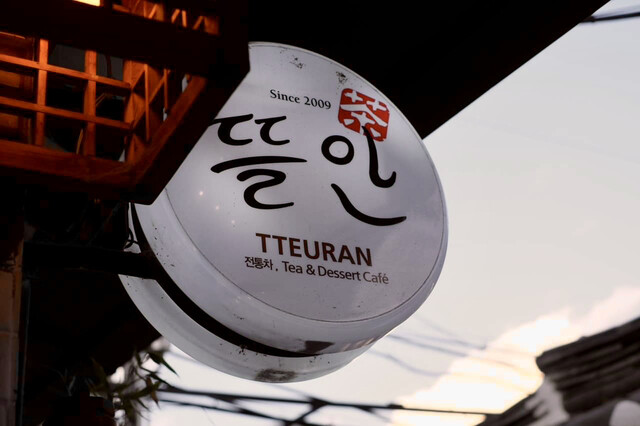 Since 2009
茶
뜰안
TTEURAN
전통차, Tea & Dessert Café